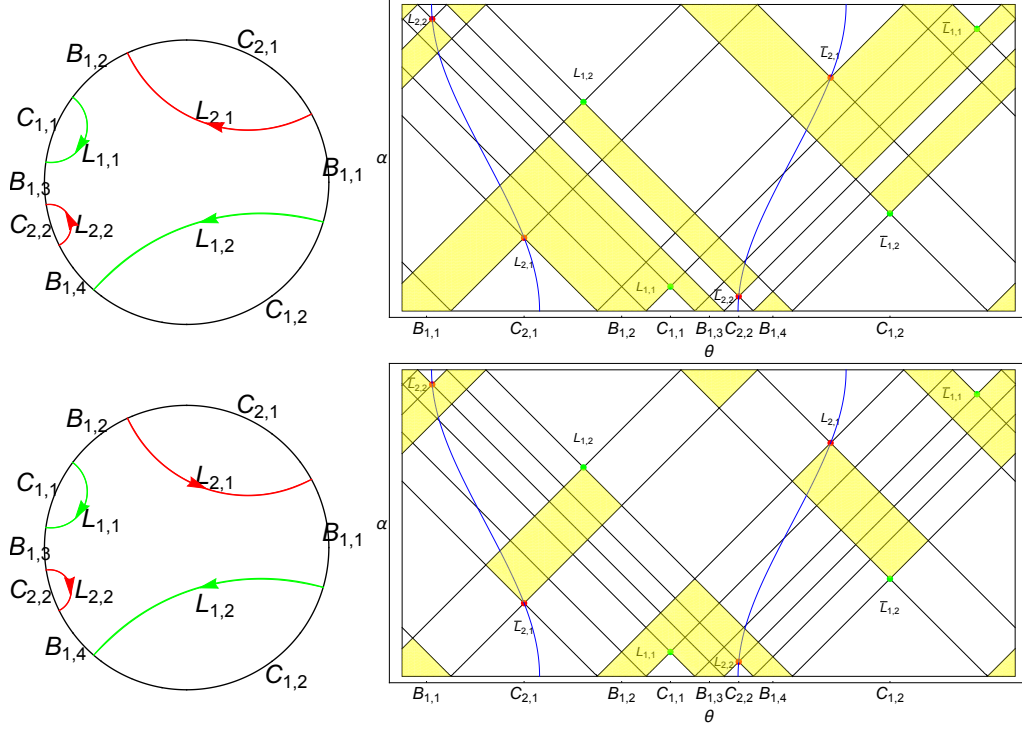 C₂,₁
B₁,₂
C₁,₁
L₂,₁
L₁,₁
B₁,₁
B₁,₃
C₂,₂
L₂,₂
L₁,₂
B₁,₄
C₁,₂
L₂,₂
L̅₁,₁
L̅₂,₁
L₁,₂
α
L̅₁,₂
L₂,₁
L₁,₁
L̅₂,₂
B₁,₁ C₂,₁ B₁,₂ C₁,₁ B₁,₃ C₂,₂ B₁,₄ C₁,₂
θ
C₂,₁
B₁,₂
C₁,₁
L₂,₁
L₁,₁
B₁,₁
B₁,₃
C₂,₂
L₂,₂
L₁,₂
B₁,₄
C₁,₂
L̅₂,₂
L̅₁,₁
L₂,₁
L₁,₂
α
L̅₁,₂
L̅₂,₁
L₁,₁
L₂,₂
B₁,₁ C₂,₁ B₁,₂ C₁,₁ B₁,₃ C₂,₂ B₁,₄ C₁,₂
θ